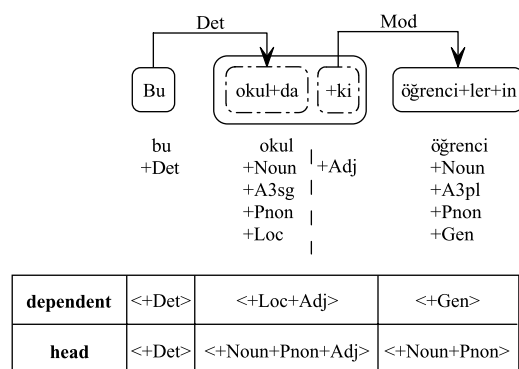 Det Mod
Bu okul+da +ki öğrenci+ler+in
bu okul öğrenci
+Det +Noun +Adj +Noun
+A3sg +A3pl
+Pnon +Pnon
+Loc +Gen
dependent <+Det> <+Loc+Adj> <+Gen>
head <+Det> <+Noun+Pnon+Adj> <+Noun+Pnon>